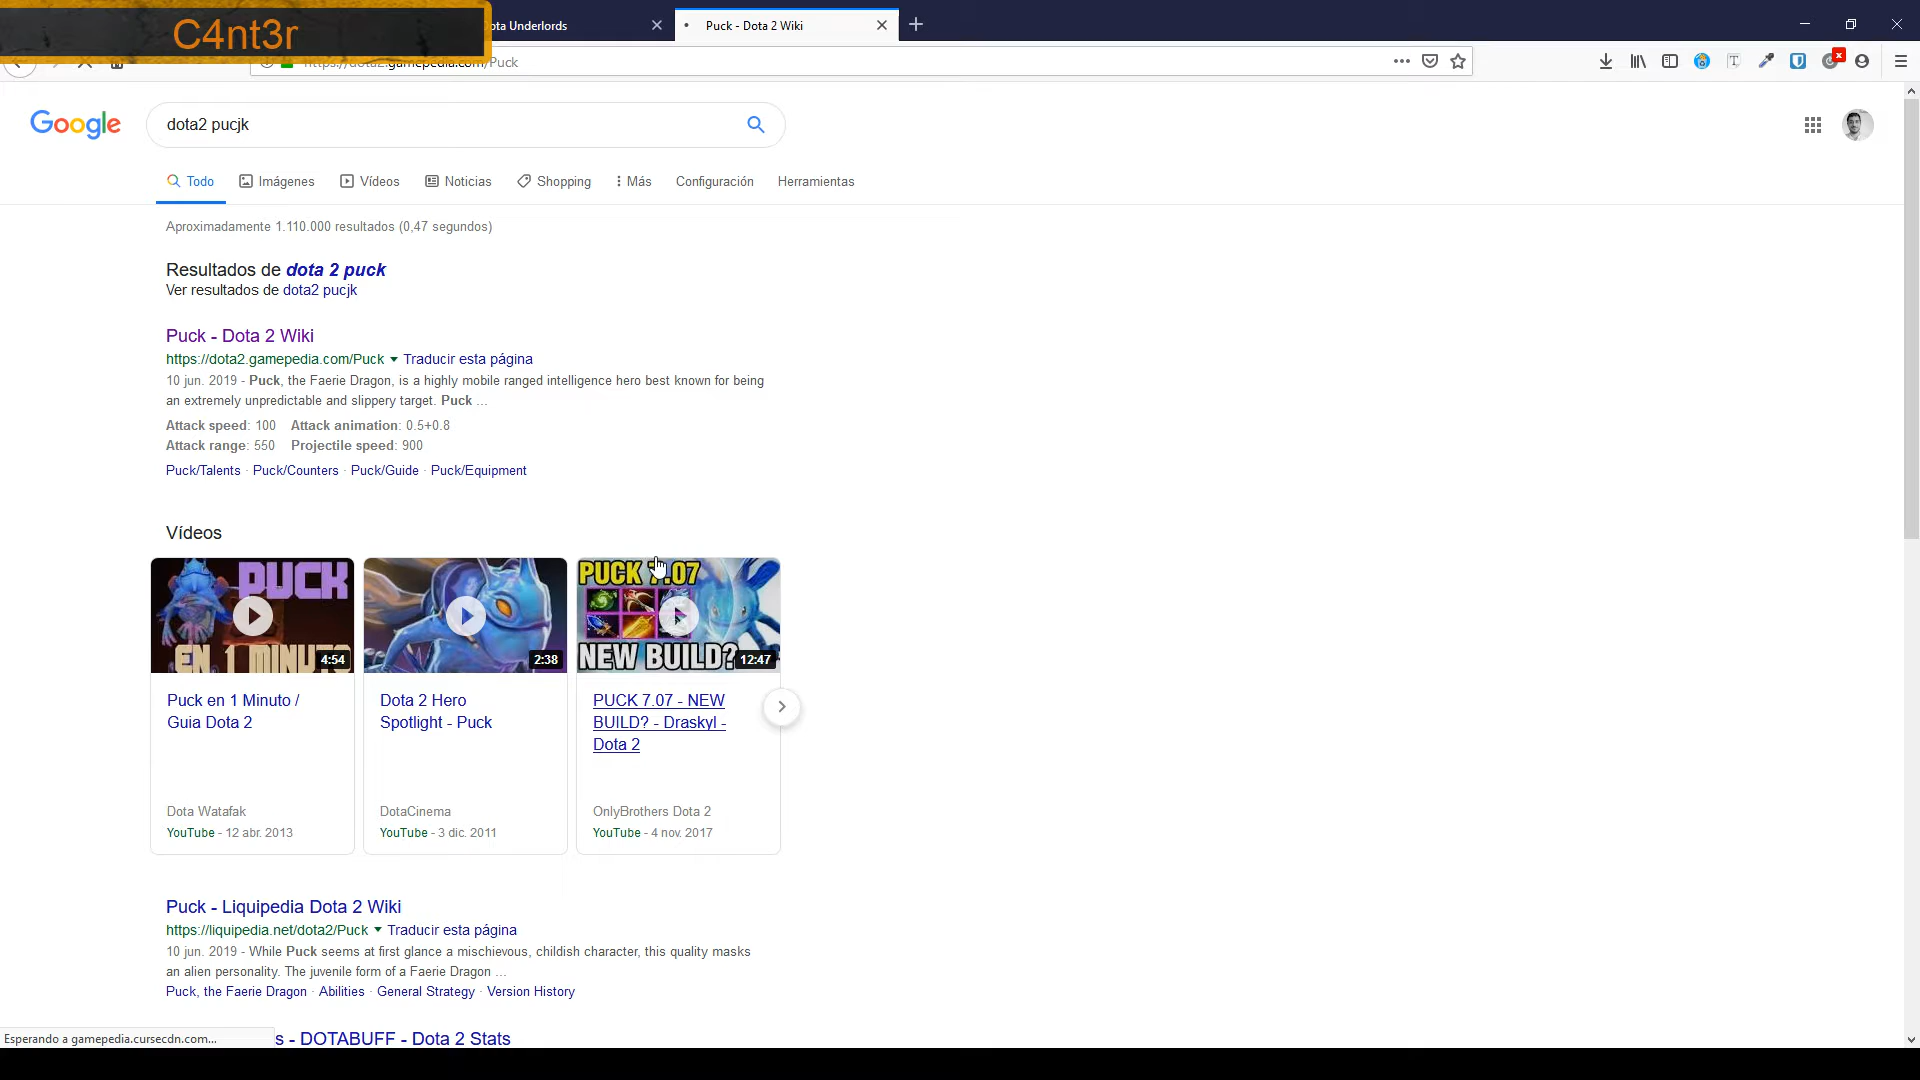 C4nt3r
ota Underlords
Puck - Dota 2 Wiki
https://dota2.gamepedia.com/Puck
Google
dota2 pucjk
Todo Imágenes Vídeos Noticias Shopping Más Configuración Herramientas
Aproximadamente 1.110.000 resultados (0,47 segundos)
Resultados de dota 2 puck
Ver resultados de dota2 pucjk
Puck - Dota 2 Wiki
https://dota2.gamepedia.com/Puck Traducir esta página
10 jun. 2019 - Puck, the Faerie Dragon, is a highly mobile ranged intelligence hero best known for being
an extremely unpredictable and slippery target. Puck ...
Attack speed: 100 Attack animation: 0.5+0.8
Attack range: 550 Projectile speed: 900
Puck/Talents · Puck/Counters · Puck/Guide · Puck/Equipment
Vídeos
PUCK
EN 1 MINUTO
4:54
2:38
PUCK 7.07
NEW BUILD?
12:47
Puck en 1 Minuto /
Guia Dota 2
Dota Watafak
YouTube - 12 abr. 2013
Dota 2 Hero
Spotlight - Puck
DotaCinema
YouTube - 3 dic. 2011
PUCK 7.07 - NEW
BUILD? - Draskyl -
Dota 2
OnlyBrothers Dota 2
YouTube - 4 nov. 2017
Puck - Liquipedia Dota 2 Wiki
https://liquipedia.net/dota2/Puck Traducir esta página
10 jun. 2019 - While Puck seems at first glance a mischievous, childish character, this quality masks
an alien personality. The juvenile form of a Faerie Dragon ...
Puck, the Faerie Dragon · Abilities · General Strategy · Version History
s - DOTABUFF - Dota 2 Stats
Esperando a gamepedia.cursecdn.com...